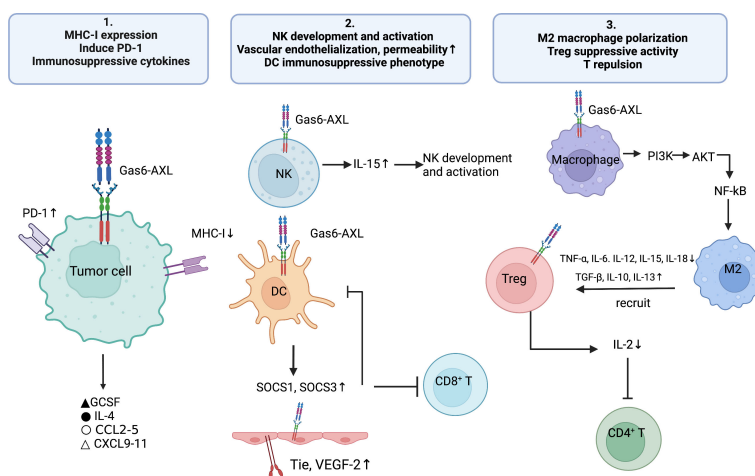 1.
MHC-I expression
Induce PD-1
Immunosuppressive cytokines
2.
NK development and activation
Vascular endothelialization, permeability↑
DC immunosuppressive phenotype
3.
M2 macrophage polarization
Treg suppressive activity
T repulsion
Gas6-AXL
PD-1↑
MHC-I↓
Tumor cell
GCSF
IL-4
CCL2-5
CXCL9-11
Gas6-AXL
NK
IL-15↑
NK development
and activation
Gas6-AXL
DC
SOCS1, SOCS3↑
CD8⁺ T
Tie, VEGF-2↑
Gas6-AXL
Macrophage
PI3K
AKT
NF-kB
M2
TNF-α, IL-6. IL-12, IL-15, IL-18↓
TGF-β, IL-10, IL-13↑
recruit
Treg
IL-2↓
CD4⁺ T